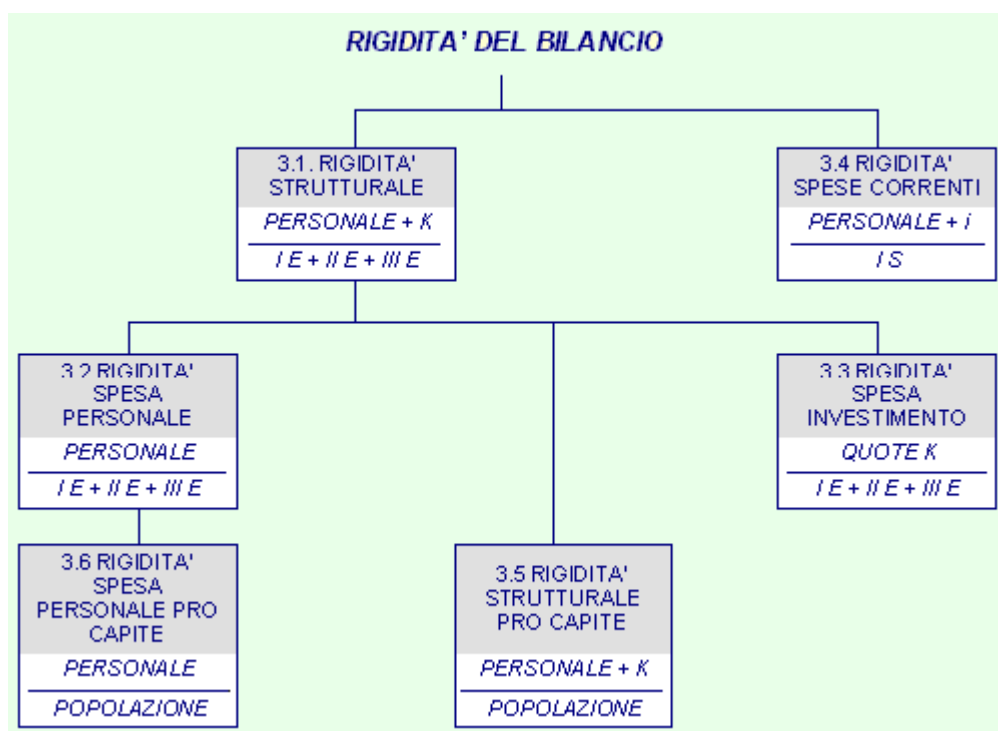 RIGIDITA' DEL BILANCIO
3.1. RIGIDITA'
STRUTTURALE
PERSONALE + K
I E + II E + III E
3.4 RIGIDITA'
SPESE CORRENTI
PERSONALE + i
I S
3.2 RIGIDITA'
SPESA
PERSONALE
PERSONALE
I E + II E + III E
3.3 RIGIDITA'
SPESA
INVESTIMENTO
QUOTE K
I E + II E + III E
3.6 RIGIDITA'
SPESA
PERSONALE PRO
CAPITE
PERSONALE
POPOLAZIONE
3.5 RIGIDITA'
STRUTTURALE
PRO CAPITE
PERSONALE + K
POPOLAZIONE